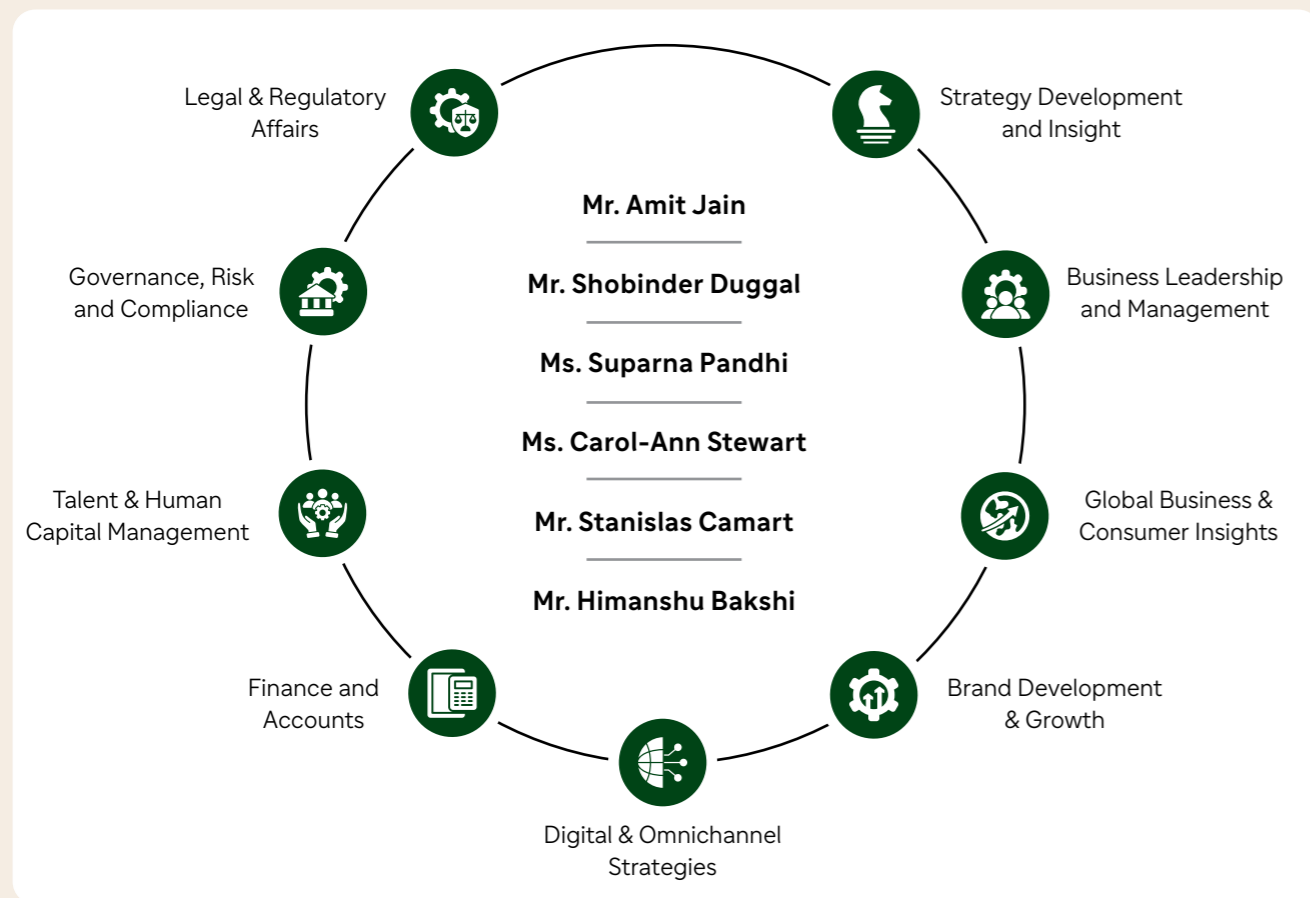 Legal & Regulatory
Affairs
Strategy Development
and Insight
Mr. Amit Jain
Governance, Risk
and Compliance
Mr. Shobinder Duggal
Business Leadership
and Management
Ms. Suparna Pandhi
Ms. Carol-Ann Stewart
Talent & Human
Capital Management
Mr. Stanislas Camart
Global Business &
Consumer Insights
Mr. Himanshu Bakshi
Finance and
Accounts
Brand Development
& Growth
Digital & Omnichannel
Strategies